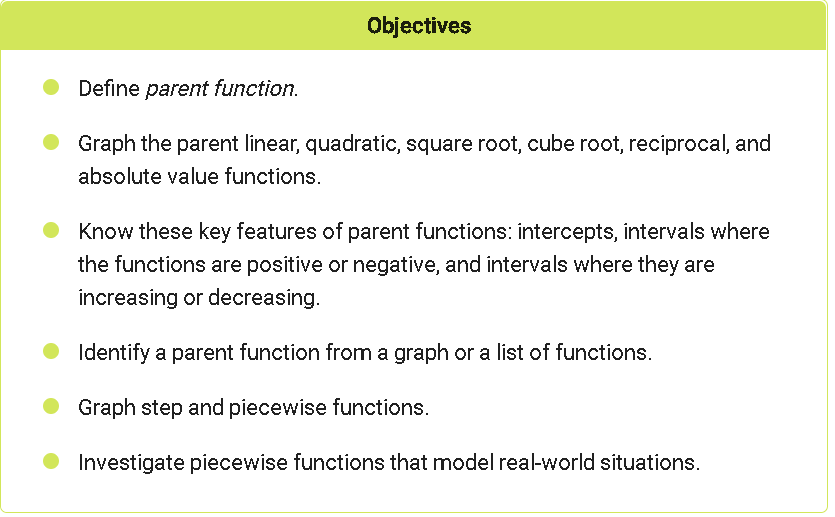 Objectives
Define parent function.
Graph the parent linear, quadratic, square root, cube root, reciprocal, and
absolute value functions.
Know these key features of parent functions: intercepts, intervals where
the functions are positive or negative, and intervals where they are
increasing or decreasing.
Identify a parent function from a graph or a list of functions.
Graph step and piecewise functions.
Investigate piecewise functions that model real-world situations.